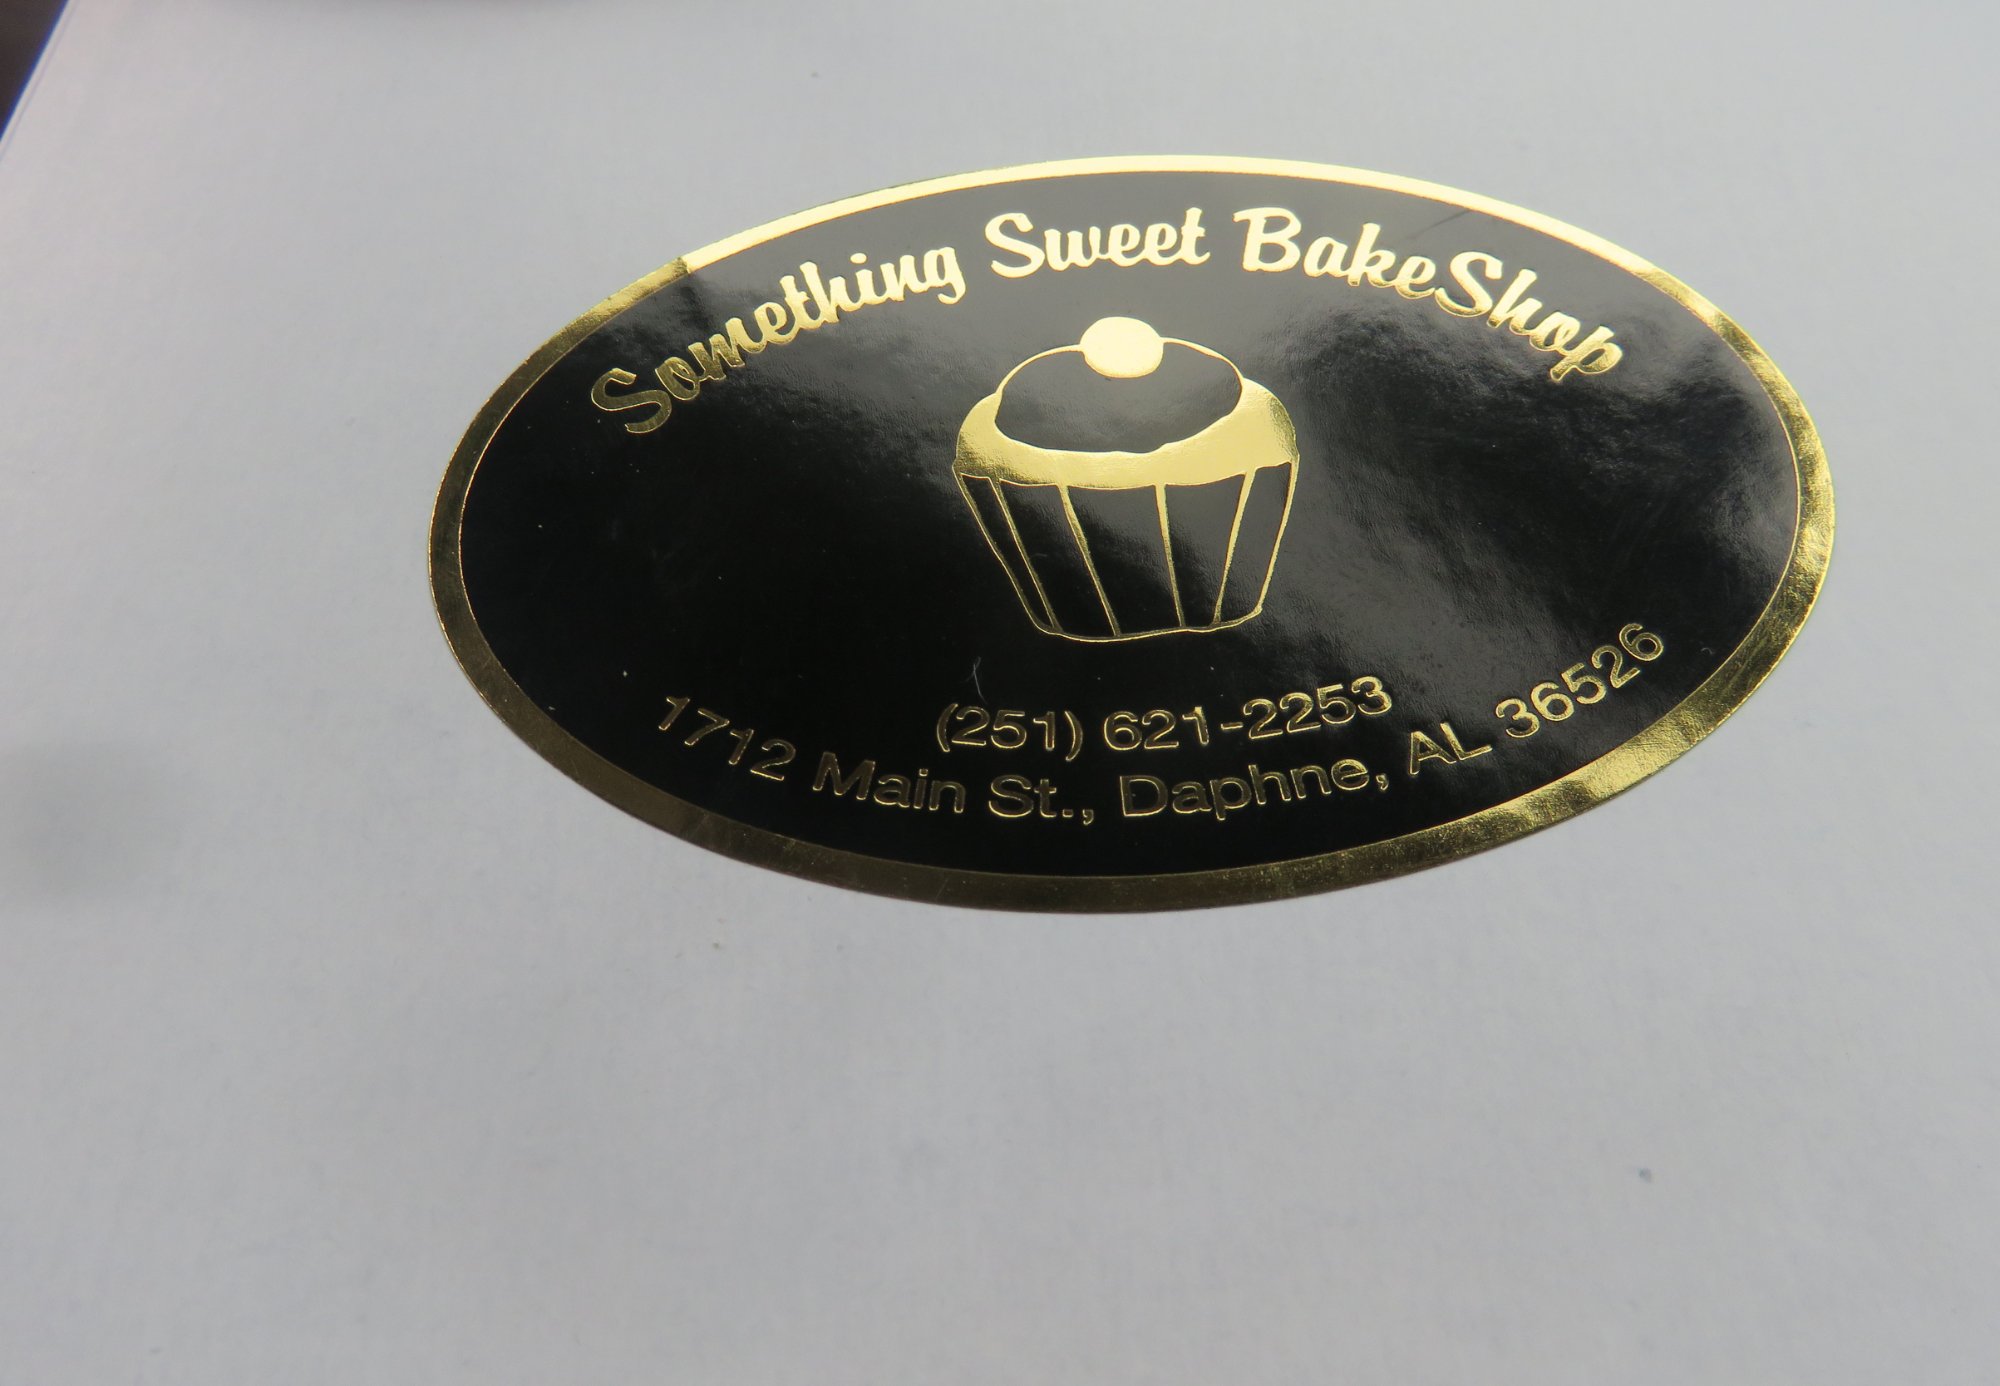 Something Sweet BakeShop
(251) 621-2253
1712 Main St., Daphne, AL 36526